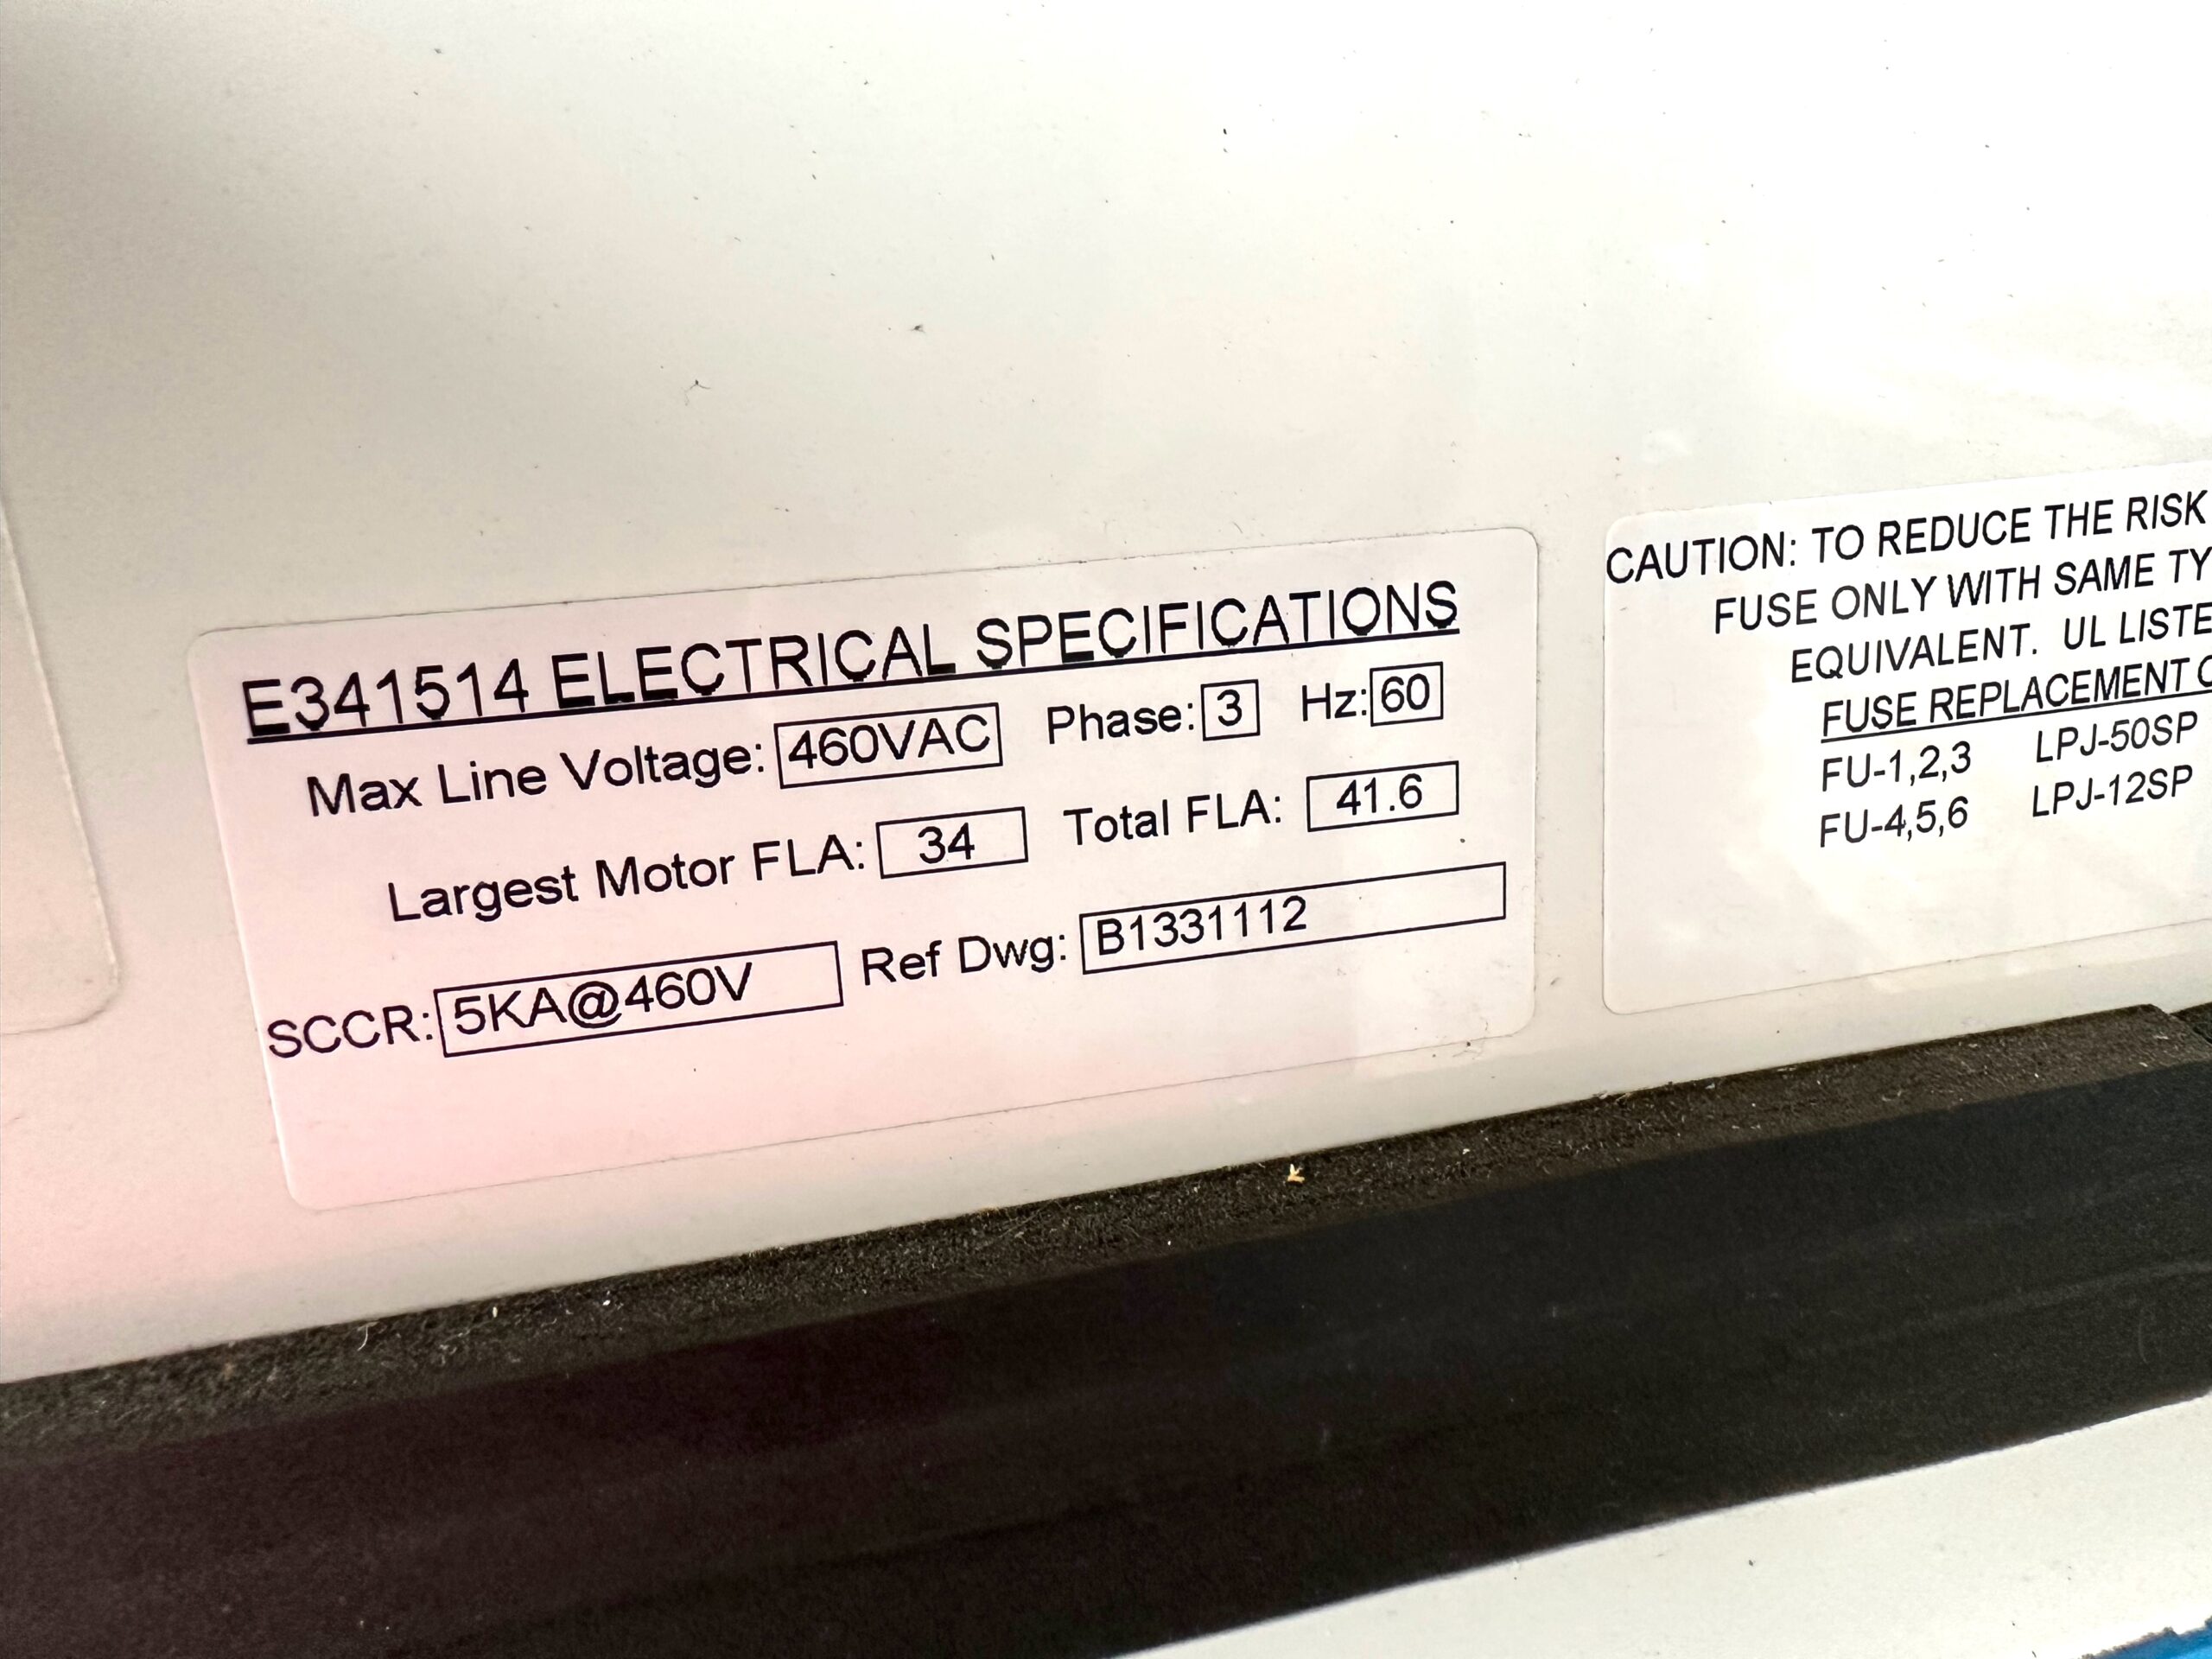 E341514 ELECTRICAL SPECIFICATIONS
Max Line Voltage: 460VAC Phase: 3 Hz: 60
Largest Motor FLA: 34 Total FLA: 41.6
SCCR: 5KA@460V Ref Dwg: B1331112
CAUTION: TO REDUCE THE RISK
FUSE ONLY WITH SAME
EQUIVALENT. UL
FUSE REPLACEMENT
FU-1,2,3 LPJ-50SP
FU-4,5,6 LPJ-12SP